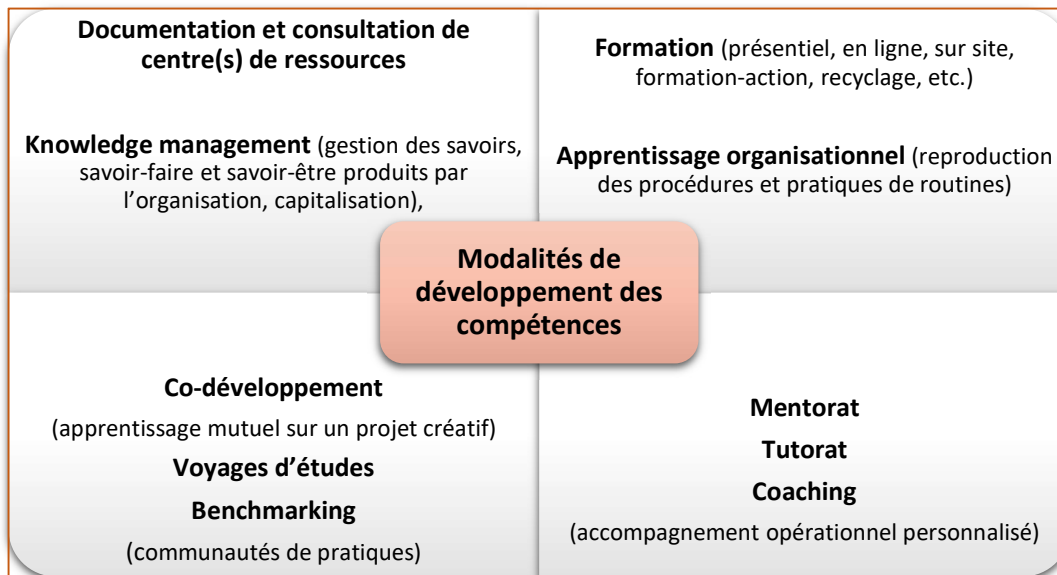 Documentation et consultation de
centre(s) de ressources
Knowledge management (gestion des savoirs,
savoir-faire et savoir-être produits par
l’organisation, capitalisation),
Formation (présentiel, en ligne, sur site,
formation-action, recyclage, etc.)
Apprentissage organisationnel (reproduction
des procédures et pratiques de routines)
Modalités de
développement des
compétences
Co-développement
(apprentissage mutuel sur un projet créatif)
Voyages d’études
Benchmarking
(communautés de pratiques)
Mentorat
Tutorat
Coaching
(accompagnement opérationnel personnalisé)